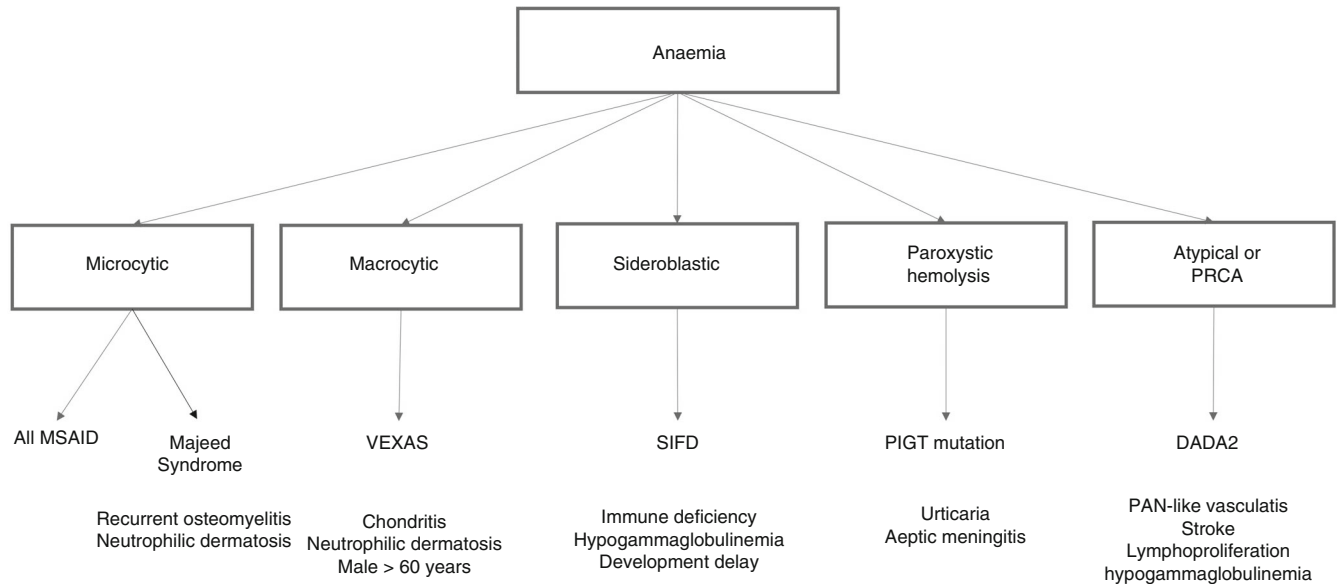 Anaemia
Microcytic
Macrocytic
Sideroblastic
Paroxystic
hemolysis
Atypical or
PRCA
All MSAID
Majeed
Syndrome
VEXAS
SIFD
PIGT mutation
DADA2
Recurrent osteomyelitis
Neutrophilic dermatosis
Chondritis
Neutrophilic dermatosis
Male > 60 years
Immune deficiency
Hypogammaglobulinemia
Development delay
Urticaria
Aeptic meningitis
PAN-like vasculatis
Stroke
Lymphoproliferation
hypogammaglobulinemia